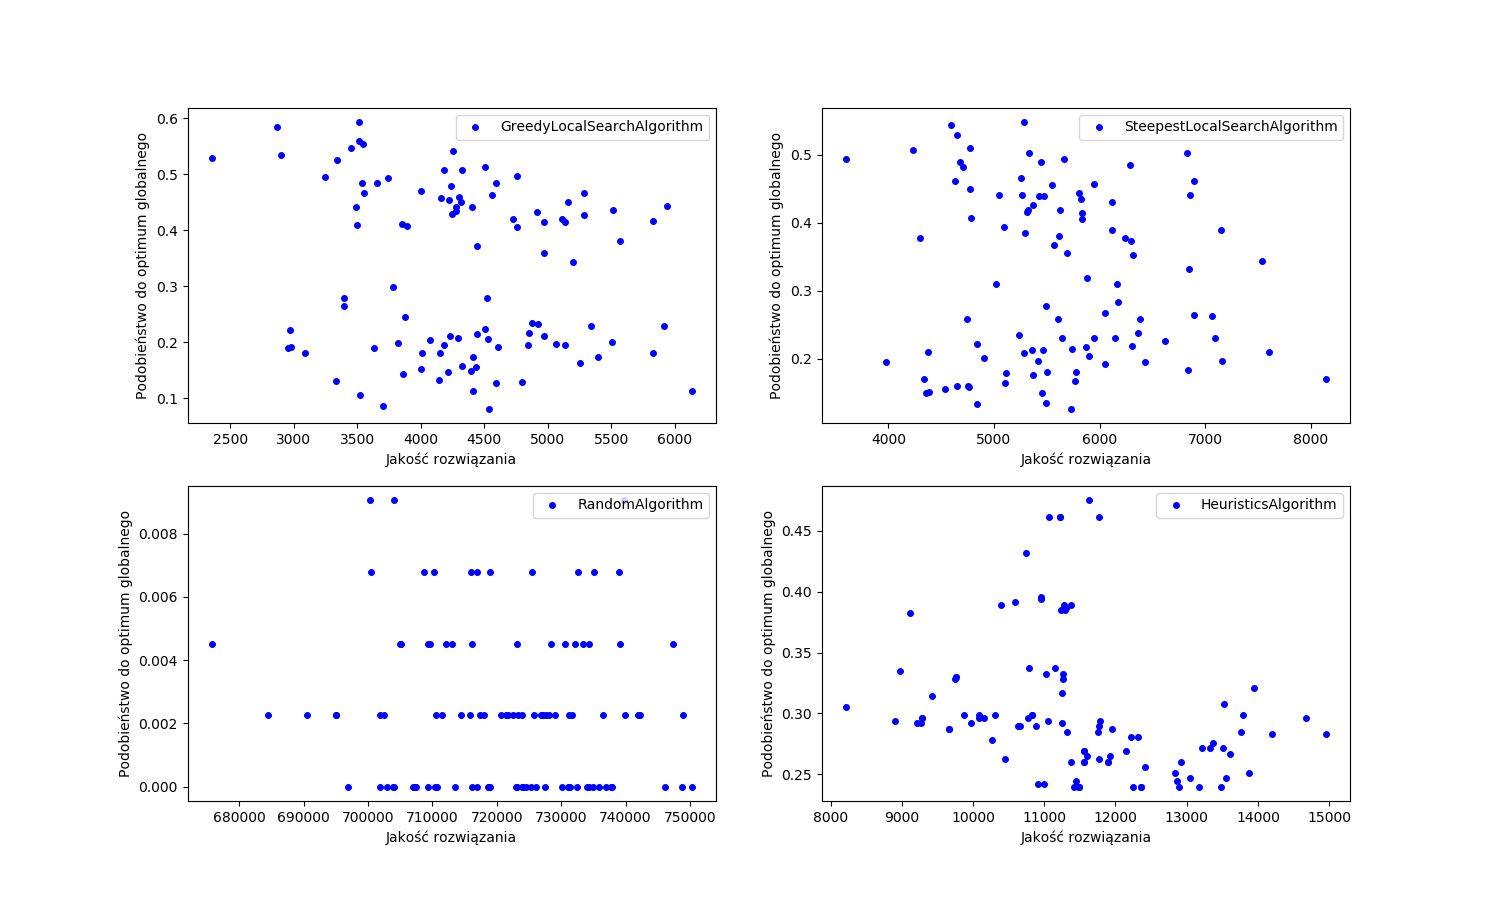 GreedyLocalSearchAlgorithm
Podobieństwo do optimum globalnego
0.6
0.5
0.4
0.3
0.2
0.1
2500 3000 3500 4000 4500 5000 5500 6000
Jakość rozwiązania
SteepestLocalSearchAlgorithm
Podobieństwo do optimum globalnego
0.5
0.4
0.3
0.2
4000 5000 6000 7000 8000
Jakość rozwiązania
RandomAlgorithm
Podobieństwo do optimum globalnego
0.008
0.006
0.004
0.002
0.000
680000 690000 700000 710000 720000 730000 740000 750000
Jakość rozwiązania
HeuristicsAlgorithm
Podobieństwo do optimum globalnego
0.45
0.40
0.35
0.30
0.25
8000 9000 10000 11000 12000 13000 14000 15000
Jakość rozwiązania